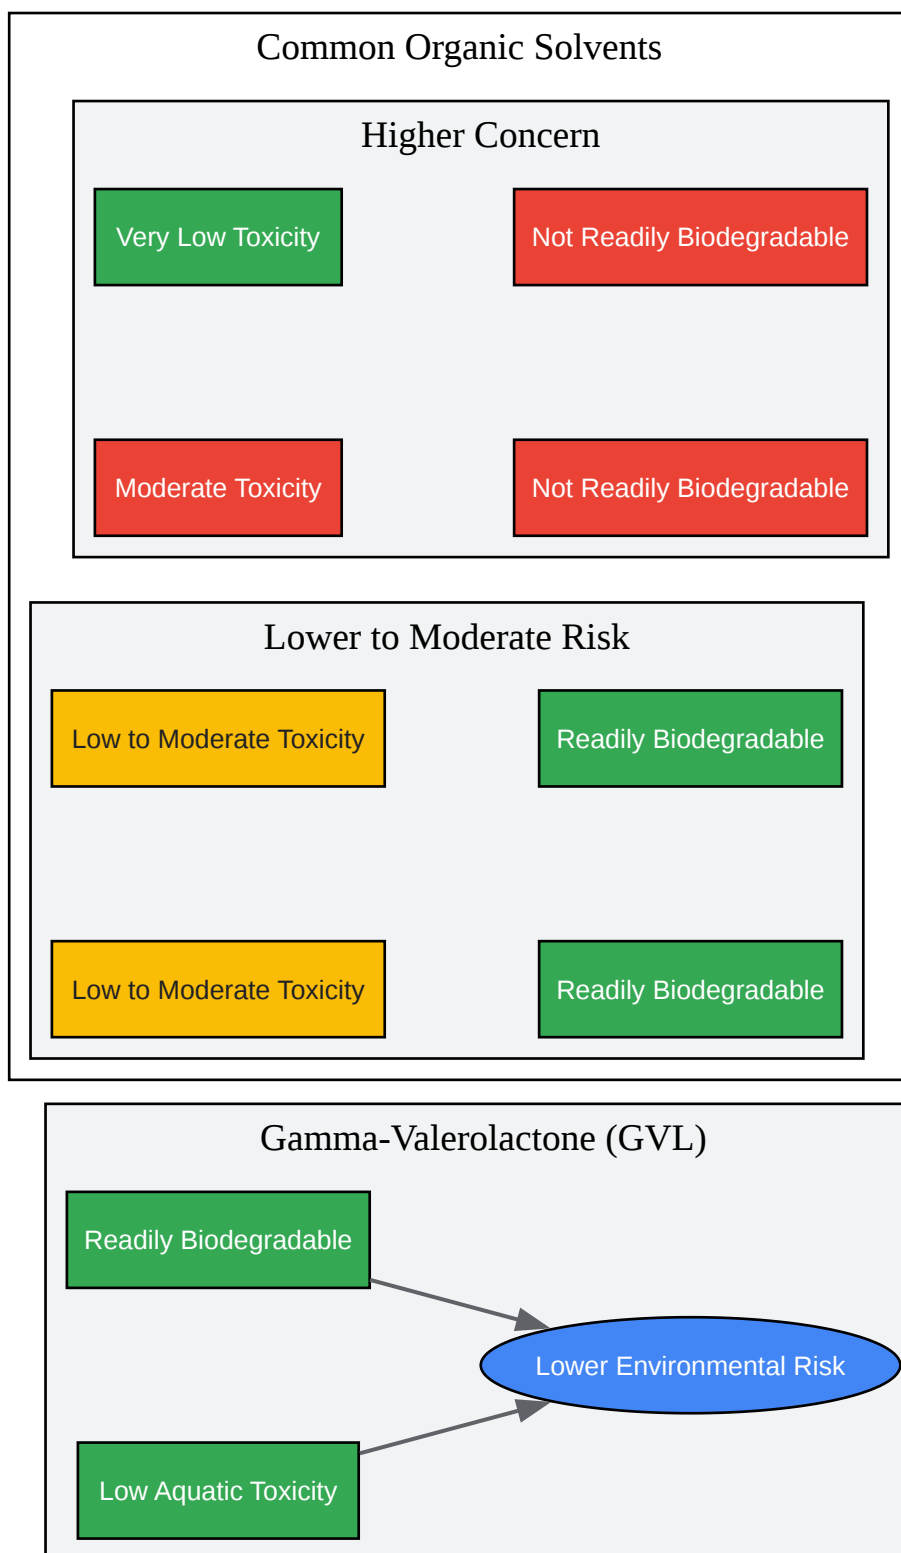 Common Organic Solvents
Higher Concern
Very Low Toxicity
Not Readily Biodegradable
Moderate Toxicity
Not Readily Biodegradable
Lower to Moderate Risk
Low to Moderate Toxicity
Readily Biodegradable
Low to Moderate Toxicity
Readily Biodegradable
Gamma-Valerolactone (GVL)
Readily Biodegradable
Lower Environmental Risk
Low Aquatic Toxicity